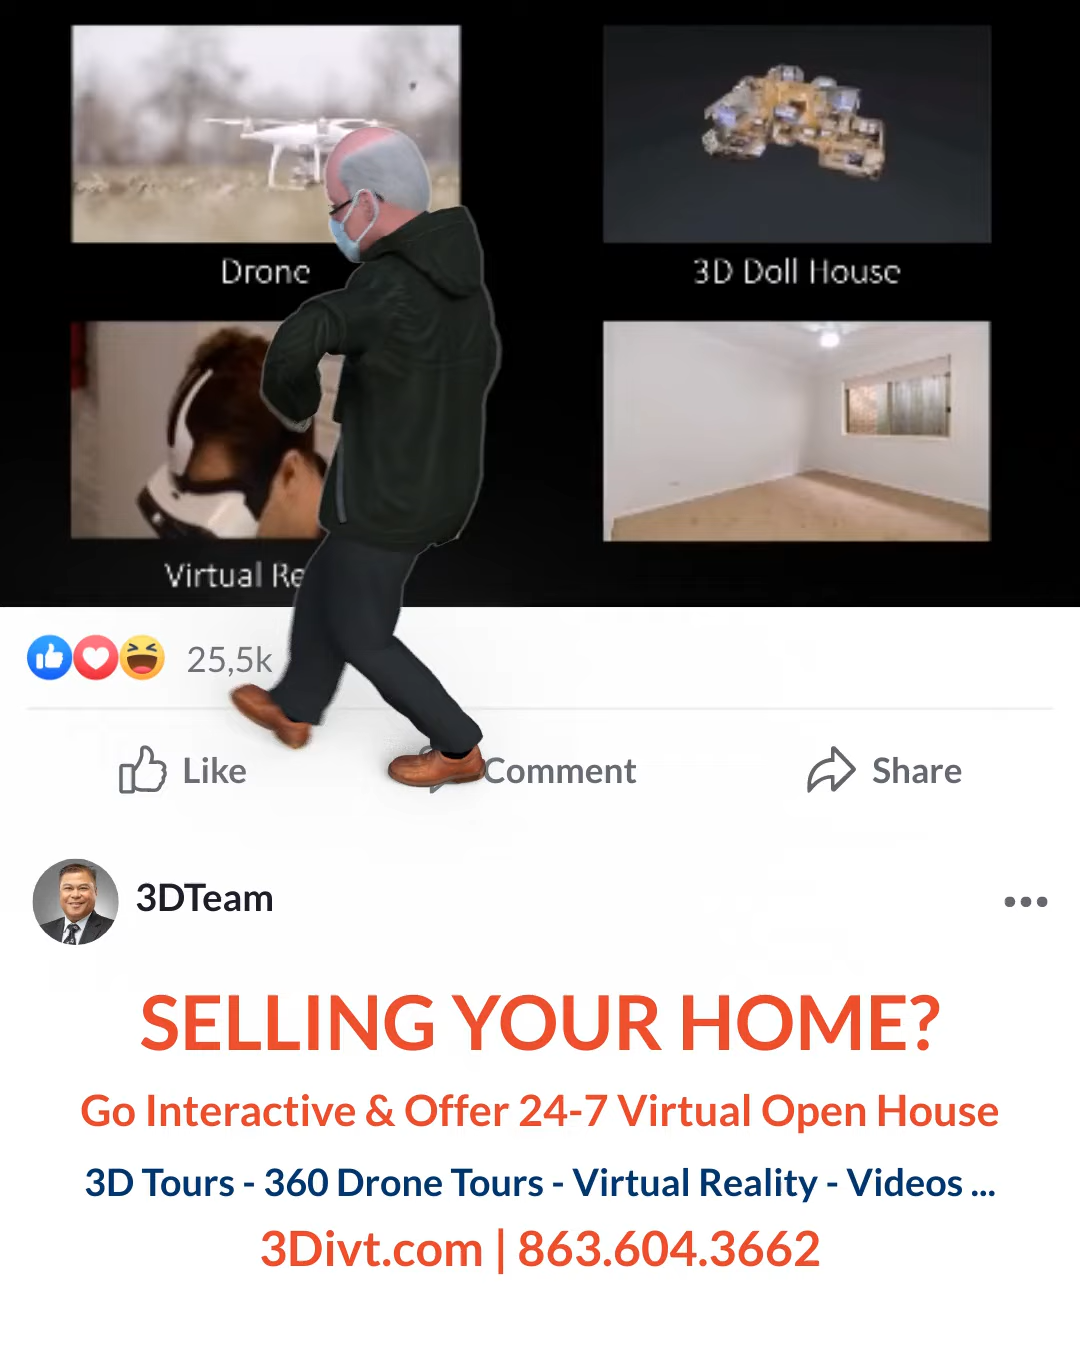 Drone
3D Doll House
Virtual Re
25,5k
Like
Comment
Share
3DTeam
SELLING YOUR HOME?
Go Interactive & Offer 24-7 Virtual Open House
3D Tours - 360 Drone Tours - Virtual Reality - Videos ...
3Divt.com | 863.604.3662